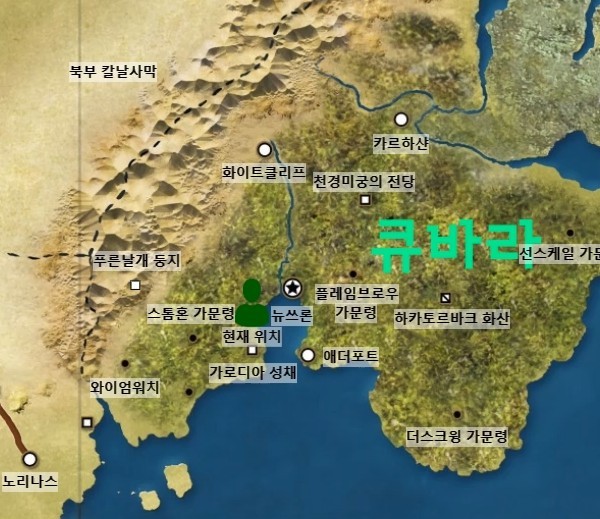 북부 칼날사막
카르하샨
화이트클리프
천경미궁의 전당
큐바라
선스케일 가문
푸른날개 둥지
플레임브로우
가문령
스톰혼 가문령
뉴쓰론
하카토르바크 화산
현재 위치
애더포트
가로디아 성채
와이엄워치
더스크윙 가문령
노리나스